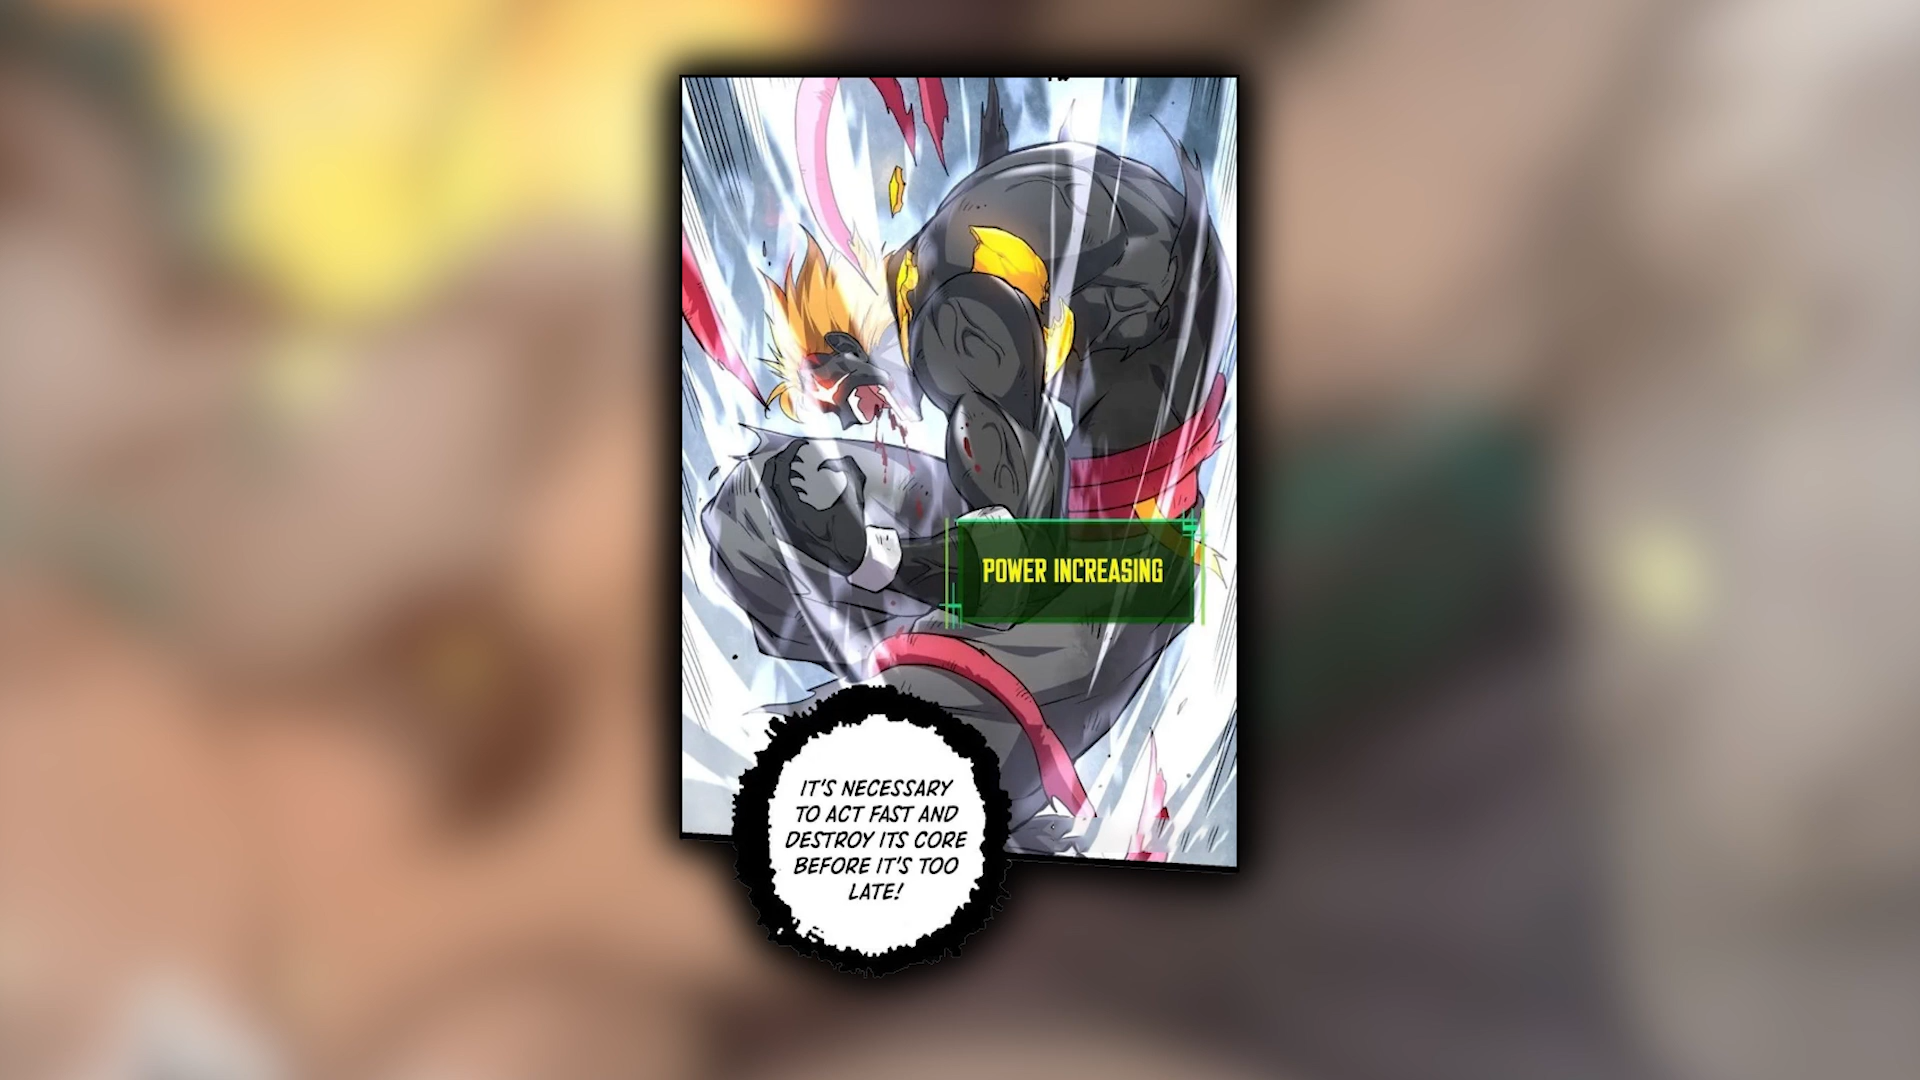 POWER INCREASING
IT'S NECESSARY
TO ACT FAST AND
DESTROY ITS CORE
BEFORE IT'S TOO
LATE!